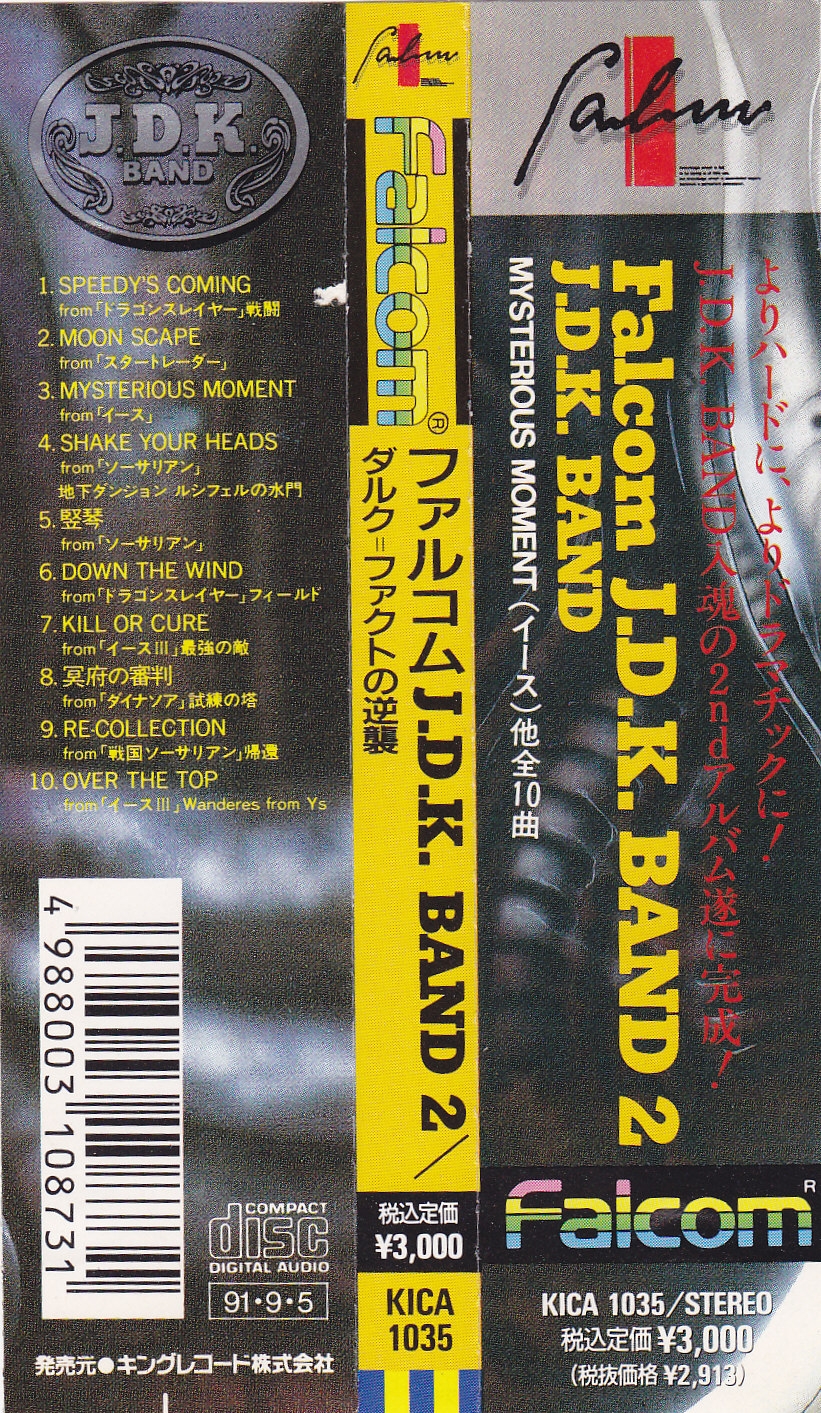 J.D.K.
BAND
1. SPEEDY'S COMING
from「ドラゴンスレイヤー」戦闘
2. MOON SCAPE
from「スタートレーダー」
3. MYSTERIOUS MOMENT
from「イース」
4. SHAKE YOUR HEADS
from「ソーサリアン」
地下ダンジョン ルシフェルの水門
5. 竪琴
from「ソーサリアン」
6. DOWN THE WIND
from「ドラゴンスレイヤー」フィールド
7. KILL OR CURE
from「イースIII」最強の敵
8. 冥府の審判
from「ダイナソア」試練の塔
9. RE-COLLECTION
from「戦国ソーサリアン」帰還
10. OVER THE TOP
from「イースIII」Wanderes from Ys
4 988003 108731
COMPACT
disc
DIGITAL AUDIO
91・9・5
発売元●キングレコード株式会社
Falcom
Falcom®
ファルコムJ.D.K. BAND 2/
ダルク=ファクトの逆襲
税込定価
¥3,000
KICA
1035
Falcom
よりハードに、よりドラマチックに!
J.D.K. BAND入魂の2ndアルバム遂に完成!
Falcom J.D.K. BAND 2
J.D.K. BAND
MYSTERIOUS MOMENT(イース)他全10曲
Falcom R
KICA 1035/STEREO
税込定価¥3,000
(税抜価格¥2,913)